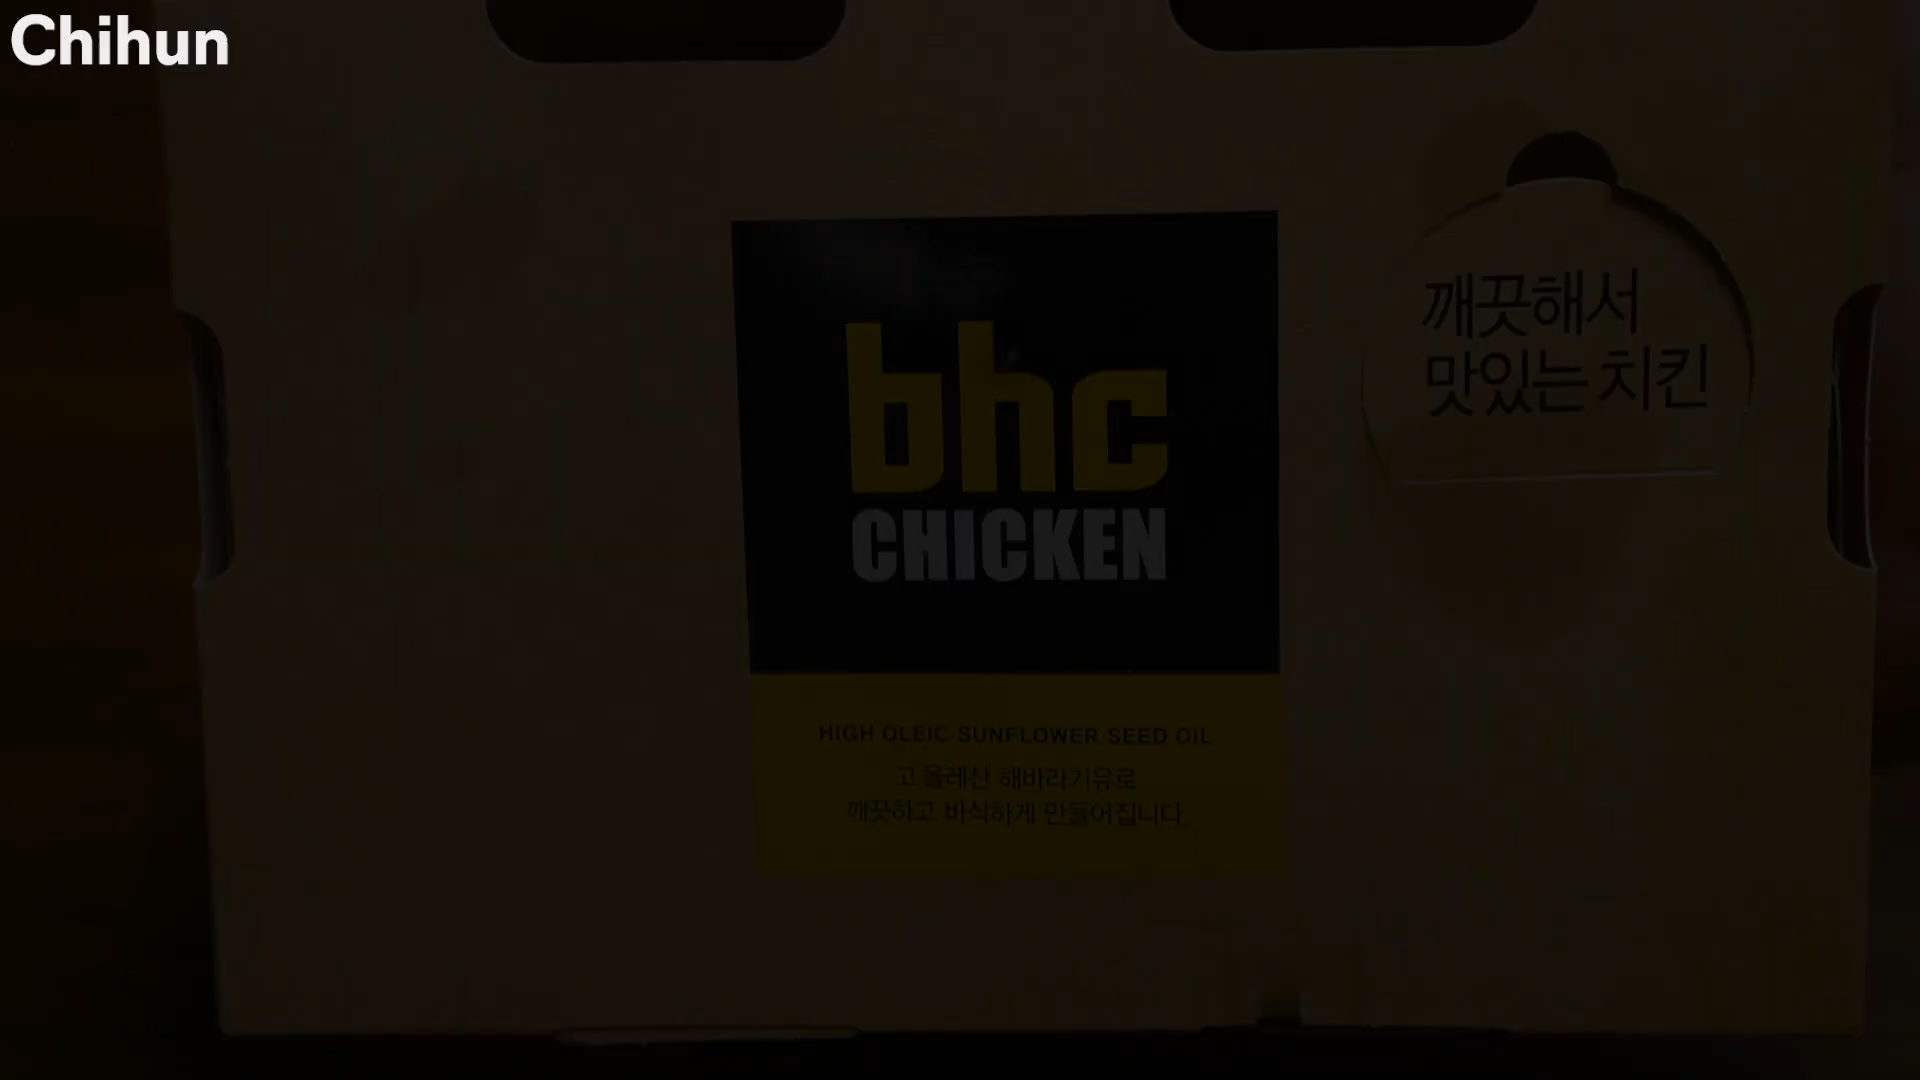 Chihun
깨끗해서
맛있는 치킨
bhc
CHICKEN
HIGH OLEIC SUNFLOWER SEED OIL
고 올레산 해바라기유로
깨끗하고 바삭하게 만들어집니다.